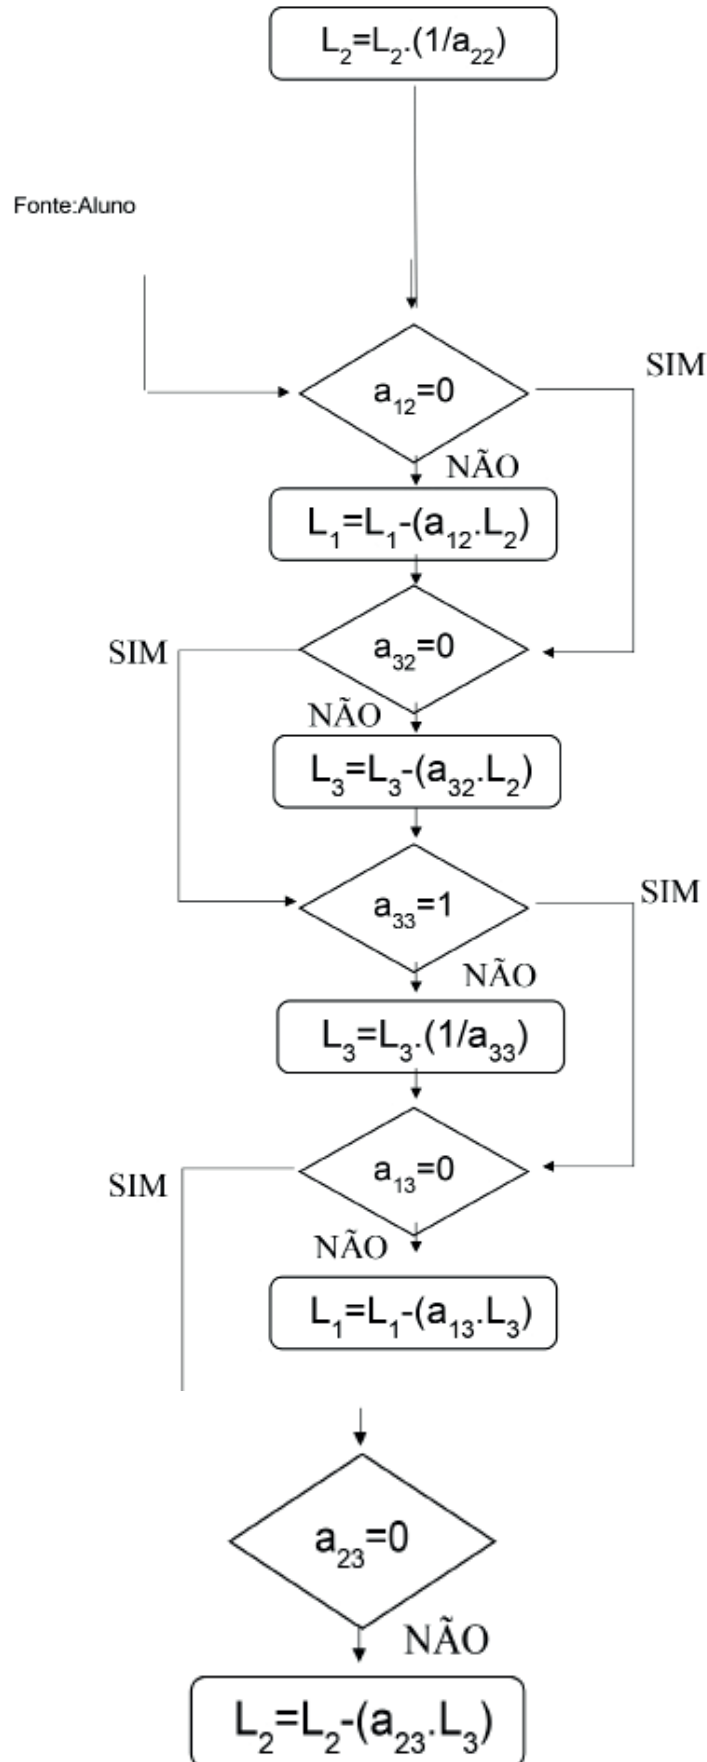 L₂=L₂.(1/a₂₂)
Fonte:Aluno
a₁₂=0
SIM
NÃO
L₁=L₁-(a₁₂.L₂)
SIM
a₃₂=0
NÃO
L₃=L₃-(a₃₂.L₂)
a₃₃=1
SIM
NÃO
L₃=L₃.(1/a₃₃)
SIM
a₁₃=0
NÃO
L₁=L₁-(a₁₃.L₃)
a₂₃=0
NÃO
L₂=L₂-(a₂₃.L₃)